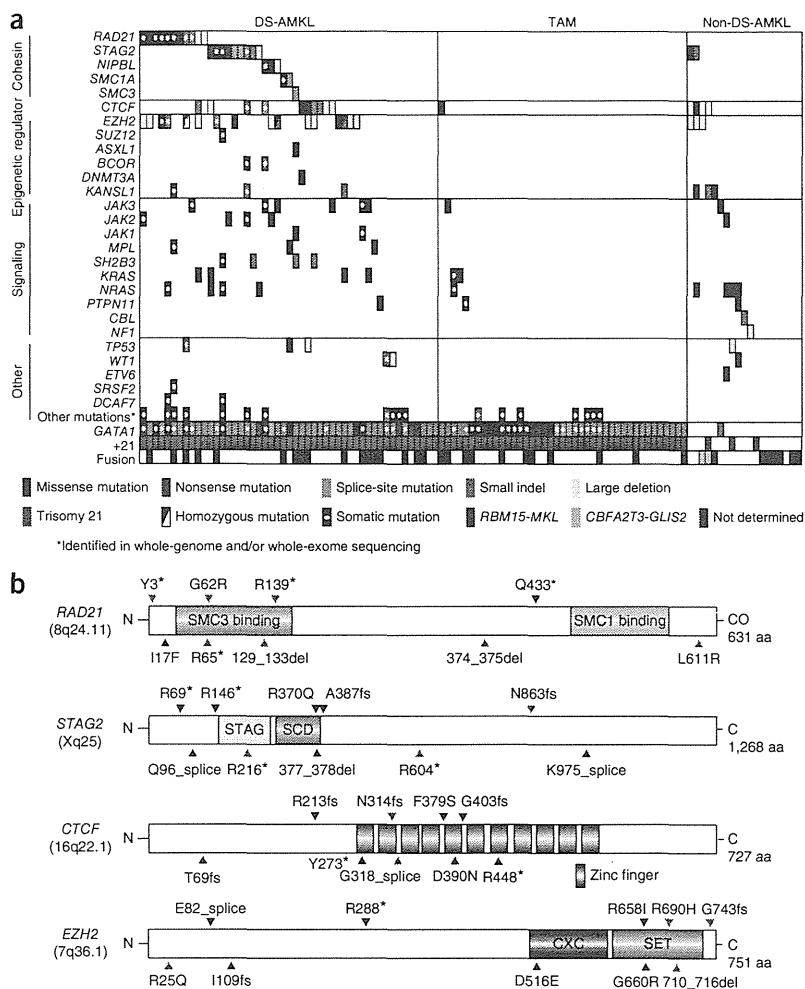 a
DS-AMKL TAM Non-DS-AMKL
Cohesin
RAD21
STAG2
NIPBL
SMC1A
SMC3
CTCF
Epigenetic regulator
EZH2
SUZ12
ASXL1
BCOR
DNMT3A
KANSL1
Signaling
JAK3
JAK2
JAK1
MPL
SH2B3
KRAS
NRAS
PTPN11
CBL
NF1
Other
TP53
WT1
ETV6
SRSF2
DCAF7
Other mutations*
GATA1
+21
Fusion
Missense mutation Nonsense mutation Splice-site mutation Small indel Large deletion
Trisomy 21 Homozygous mutation Somatic mutation RBM15-MKL CBFA2T3-GLIS2 Not determined
*Identified in whole-genome and/or whole-exome sequencing
b
Y3* G62R R139* Q433*
RAD21 N SMC3 binding SMC1 binding CO
(8q24.11) 631 aa
I17F R65* 129_133del 374_375del L611R
R69* R146* R370Q A387fs N863fs
STAG2 N STAG SCD C
(Xq25) 1,268 aa
Q96_splice R216* 377_378del R604* K975_splice
R213fs N314fs F379S G403fs
CTCF N C
(16q22.1) 727 aa
T69fs Y273* G318_splice D390N R448* Zinc finger
E82_splice R288* R658I R690H G743fs
EZH2 N CXC SET C
(7q36.1) 751 aa
R25Q I109fs D516E G660R 710_716del